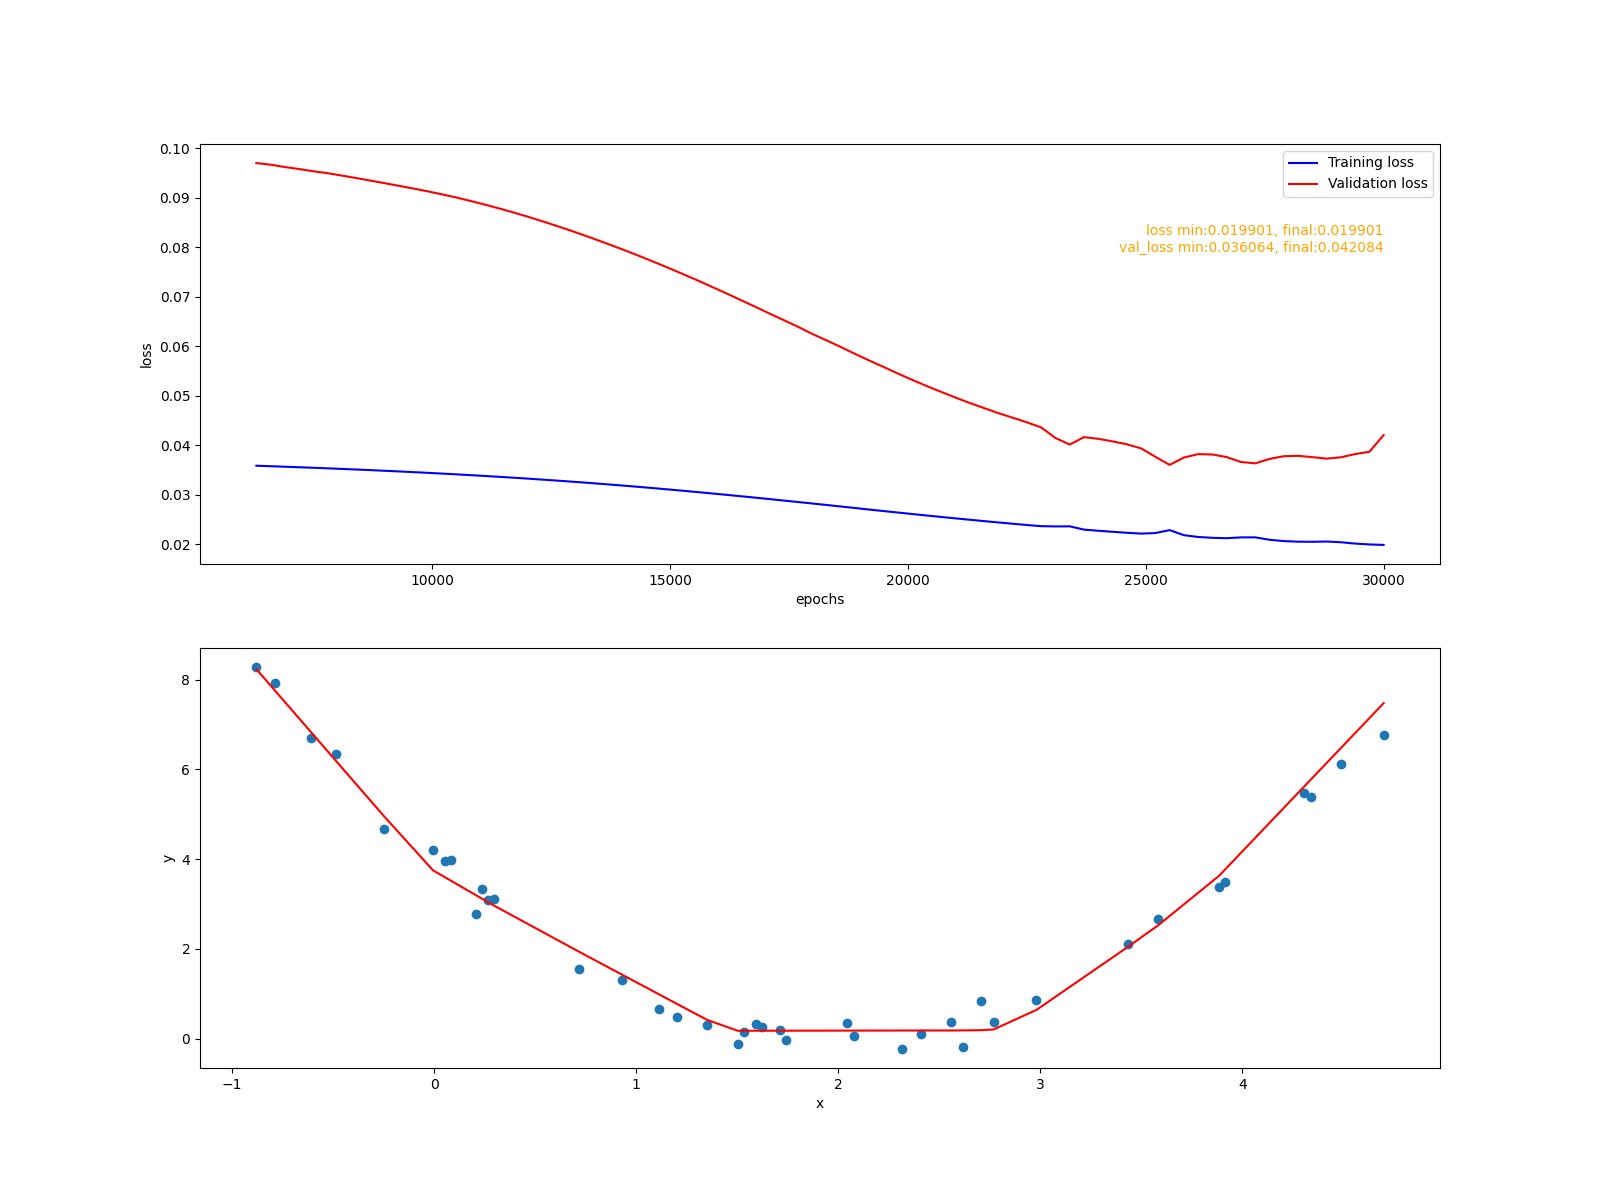 0.10
0.09
0.08
0.07
0.06
0.05
0.04
0.03
0.02
loss
Training loss
Validation loss
loss min:0.019901, final:0.019901
val_loss min:0.036064, final:0.042084
10000 15000 20000 25000 30000
epochs
8
6
4
2
0
y
−1 0 1 2 3 4
x